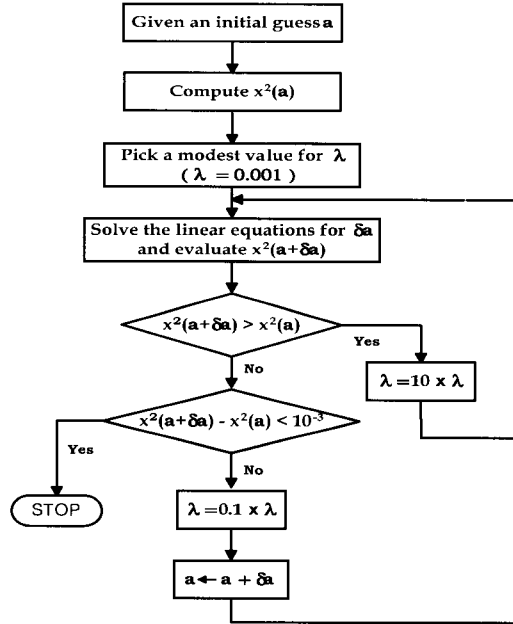 Given an initial guess a
Compute x²(a)
Pick a modest value for λ
( λ = 0.001 )
Solve the linear equations for δa
and evaluate x²(a+δa)
x²(a+δa) > x²(a)
Yes
No
λ =10 x λ
x²(a+δa) - x²(a) < 10⁻³
Yes
No
STOP
λ =0.1 x λ
a ← a + δa